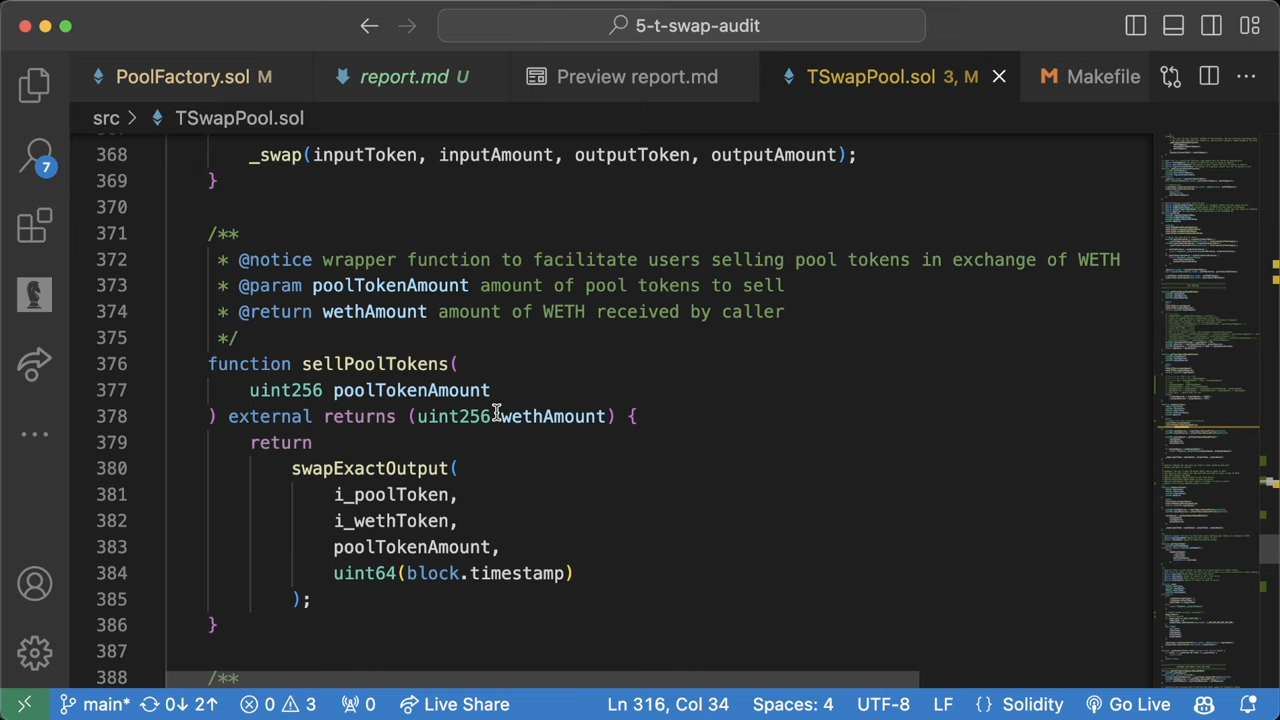 5-t-swap-audit
PoolFactory.sol M
report.md U
Preview report.md
TSwapPool.sol 3, M
Makefile
src > TSwapPool.sol
368 _swap(inputToken, inputAmount, outputToken, outputAmount);
369 }
370
371 /**
372 * @notice wrapper function to facilitate users selling pool tokens in exchange of WETH
373 * @param poolTokenAmount amount of pool tokens to sell
374 * @return wethAmount amount of WETH received by caller
375 */
376 function sellPoolTokens(
377 uint256 poolTokenAmount
378 ) external returns (uint256 wethAmount) {
379 return
380 swapExactOutput(
381 i_poolToken,
382 i_wethToken,
383 poolTokenAmount,
384 uint64(block.timestamp)
385 );
386 }
387
388 /**
7
main* 0↓ 2↑ 0 3 0 Live Share Ln 316, Col 34 Spaces: 4 UTF-8 LF {} Solidity Go Live